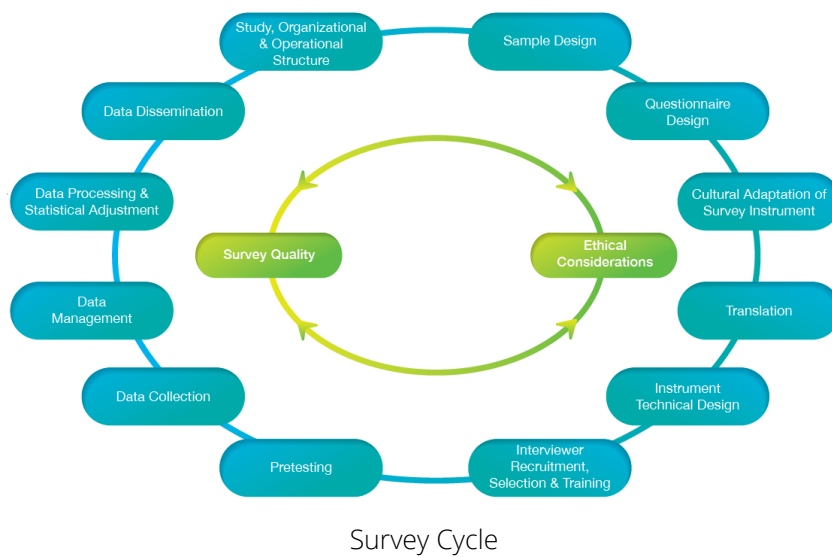 Study, Organizational
& Operational
Structure
Sample Design
Questionnaire
Design
Cultural Adaptation of
Survey Instrument
Translation
Instrument
Technical Design
Interviewer
Recruitment,
Selection & Training
Pretesting
Data Collection
Data
Management
Data Processing &
Statistical Adjustment
Data Dissemination
Survey Quality
Ethical
Considerations
Survey Cycle